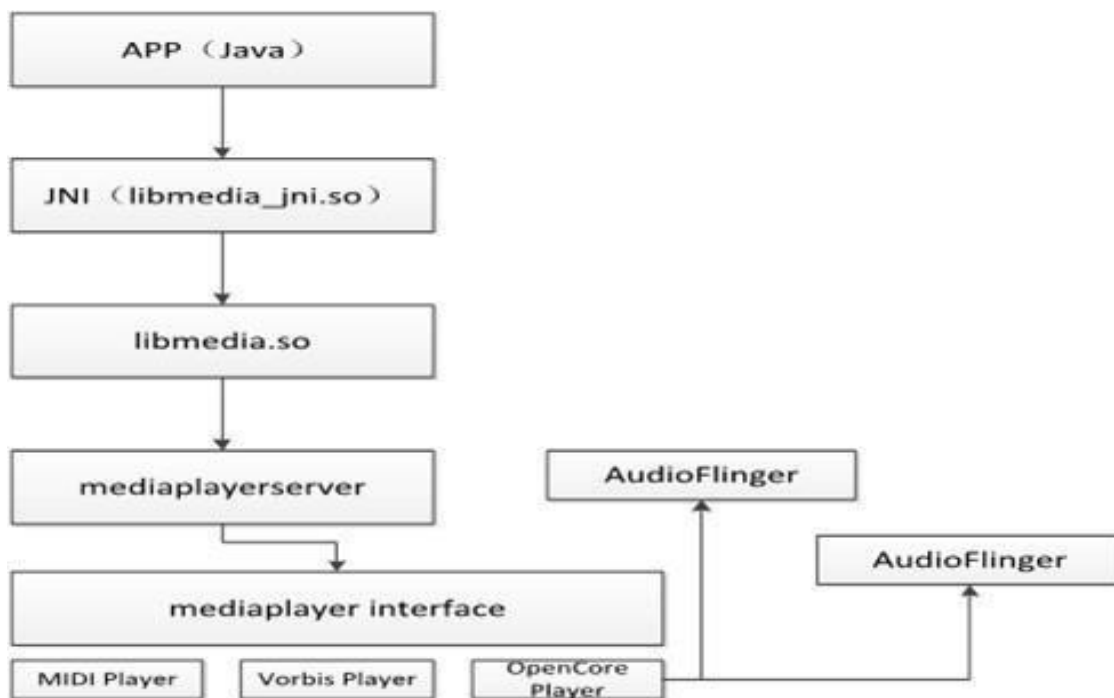 APP（Java）
JNI（libmedia_jni.so）
libmedia.so
mediaplayerserver
AudioFlinger
AudioFlinger
mediaplayer interface
MIDI Player
Vorbis Player
OpenCore
Player